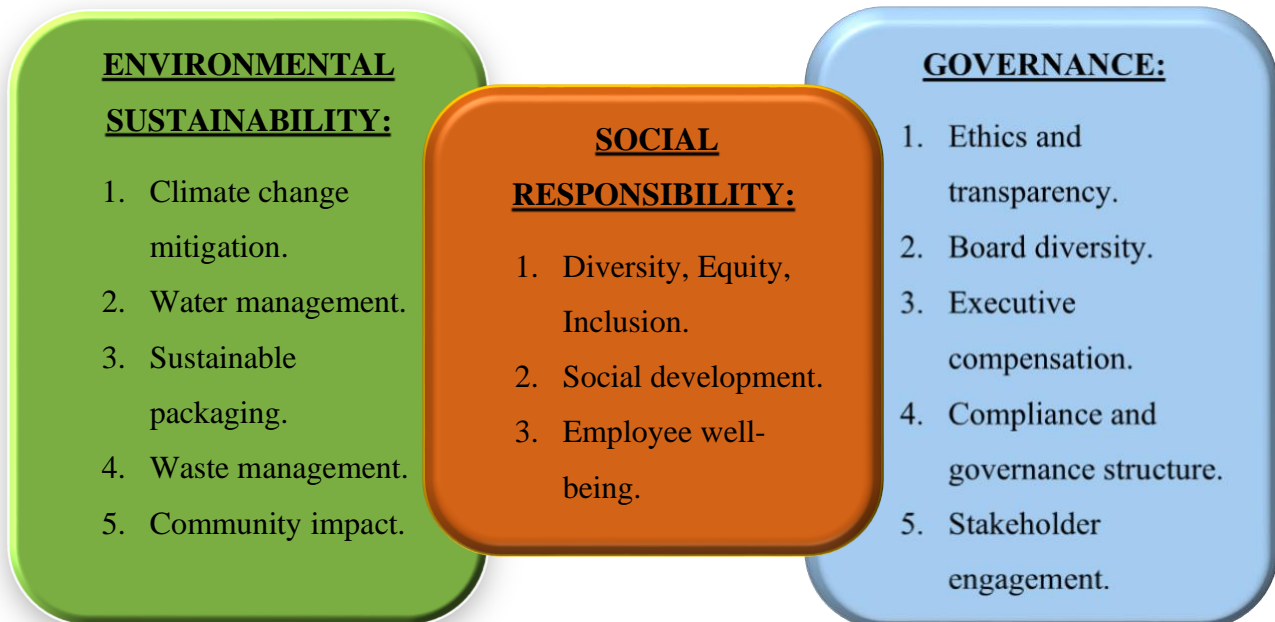 ENVIRONMENTAL
SUSTAINABILITY:
1. Climate change
mitigation.
2. Water management.
3. Sustainable
packaging.
4. Waste management.
5. Community impact.
SOCIAL
RESPONSIBILITY:
1. Diversity, Equity,
Inclusion.
2. Social development.
3. Employee well-
being.
GOVERNANCE:
1. Ethics and
transparency.
2. Board diversity.
3. Executive
compensation.
4. Compliance and
governance structure.
5. Stakeholder
engagement.